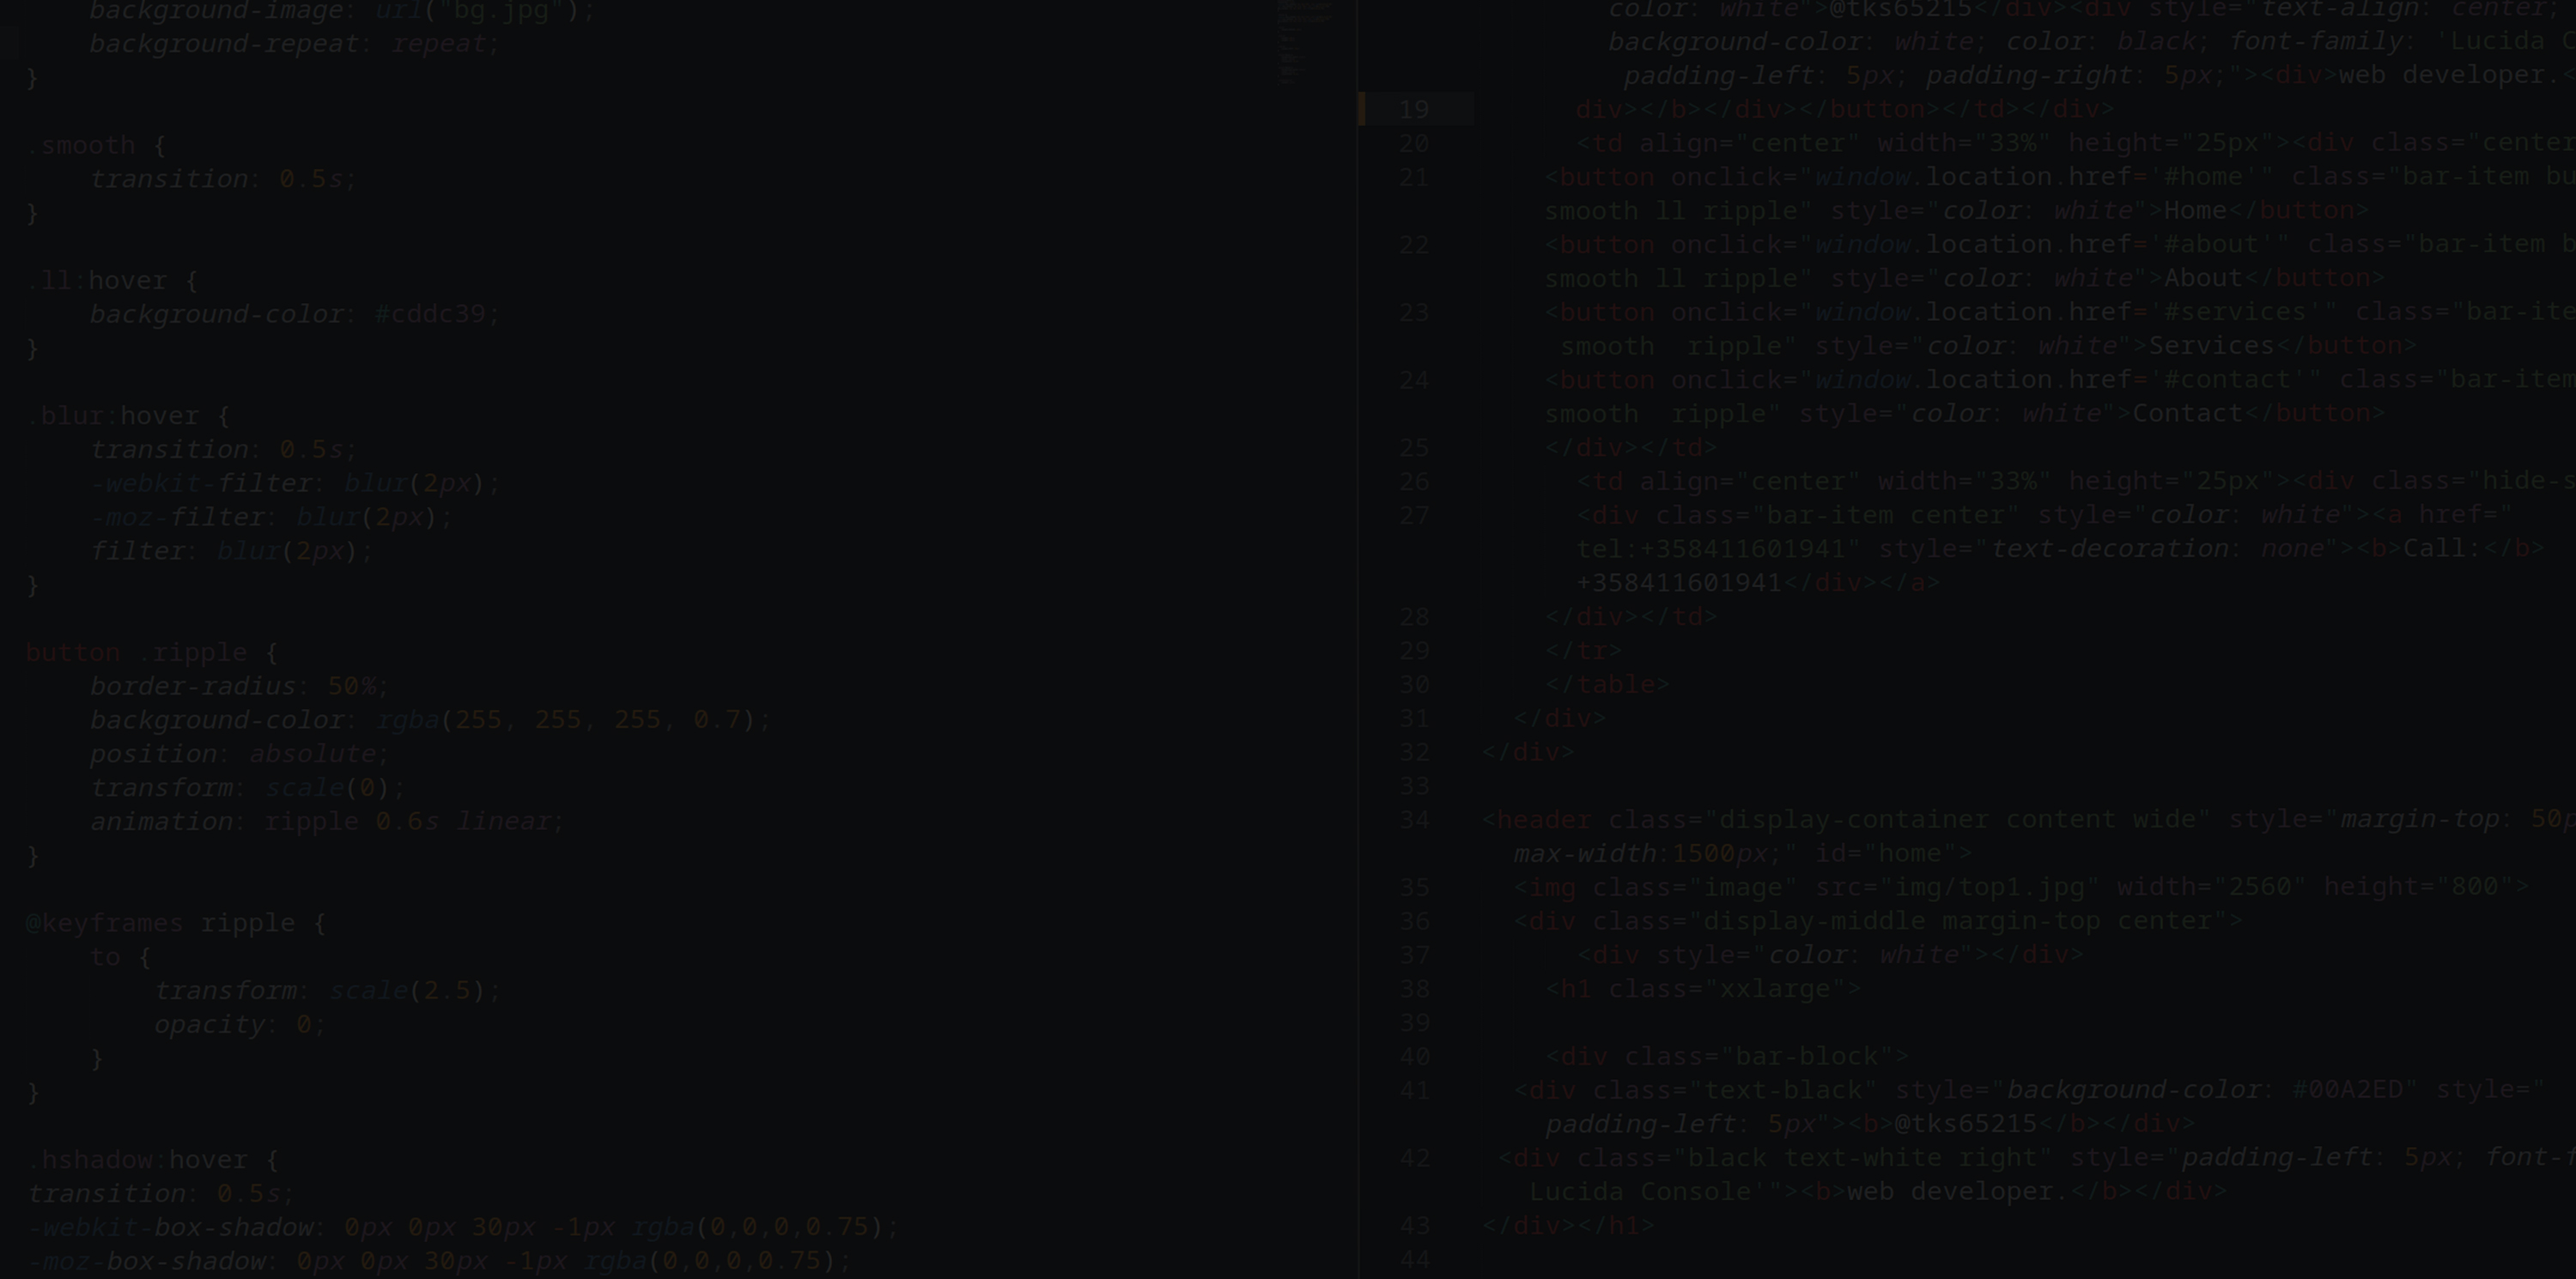 background-image: url("bg.jpg");
background-repeat: repeat;
}
.smooth {
transition: 0.5s;
}
.ll:hover {
background-color: #cddc39;
}
.blur:hover {
transition: 0.5s;
-webkit-filter: blur(2px);
-moz-filter: blur(2px);
filter: blur(2px);
}
button .ripple {
border-radius: 50%;
background-color: rgba(255, 255, 255, 0.7);
position: absolute;
transform: scale(0);
animation: ripple 0.6s linear;
}
@keyframes ripple {
to {
transform: scale(2.5);
opacity: 0;
}
}
.hshadow:hover {
transition: 0.5s;
-webkit-box-shadow: 0px 0px 30px -1px rgba(0,0,0,0.75);
-moz-box-shadow: 0px 0px 30px -1px rgba(0,0,0,0.75);
color: white">@tks65215</div><div style="text-align: center;
background-color: white; color: black; font-family: 'Lucida C
padding-left: 5px; padding-right: 5px;"><div>web developer.<
19 div></b></div></button></td></div>
20 <td align="center" width="33%" height="25px"><div class="center
21 <button onclick="window.location.href='#home'" class="bar-item bu
smooth ll ripple" style="color: white">Home</button>
22 <button onclick="window.location.href='#about'" class="bar-item b
smooth ll ripple" style="color: white">About</button>
23 <button onclick="window.location.href='#services'" class="bar-ite
smooth  ripple" style="color: white">Services</button>
24 <button onclick="window.location.href='#contact'" class="bar-item
smooth  ripple" style="color: white">Contact</button>
25 </div></td>
26 <td align="center" width="33%" height="25px"><div class="hide-s
27 <div class="bar-item center" style="color: white"><a href="
tel:+358411601941" style="text-decoration: none"><b>Call:</b>
+358411601941</div></a>
28 </div></td>
29 </tr>
30 </table>
31 </div>
32 </div>
33
34 <header class="display-container content wide" style="margin-top: 50p
max-width:1500px;" id="home">
35 <img class="image" src="img/top1.jpg" width="2560" height="800">
36 <div class="display-middle margin-top center">
37 <div style="color: white"></div>
38 <h1 class="xxlarge">
39
40 <div class="bar-block">
41 <div class="text-black" style="background-color: #00A2ED" style="
padding-left: 5px"><b>@tks65215</b></div>
42 <div class="black text-white right" style="padding-left: 5px; font-f
Lucida Console'"><b>web developer.</b></div>
43 </div></h1>
44